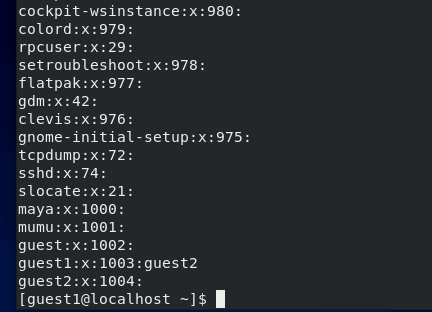 cockpit-wsinstance:x:980:
colord:x:979:
rpcuser:x:29:
setroubleshoot:x:978:
flatpak:x:977:
gdm:x:42:
clevis:x:976:
gnome-initial-setup:x:975:
tcpdump:x:72:
sshd:x:74:
slocate:x:21:
maya:x:1000:
mumu:x:1001:
guest:x:1002:
guest1:x:1003:guest2
guest2:x:1004:
[guest1@localhost ~]$